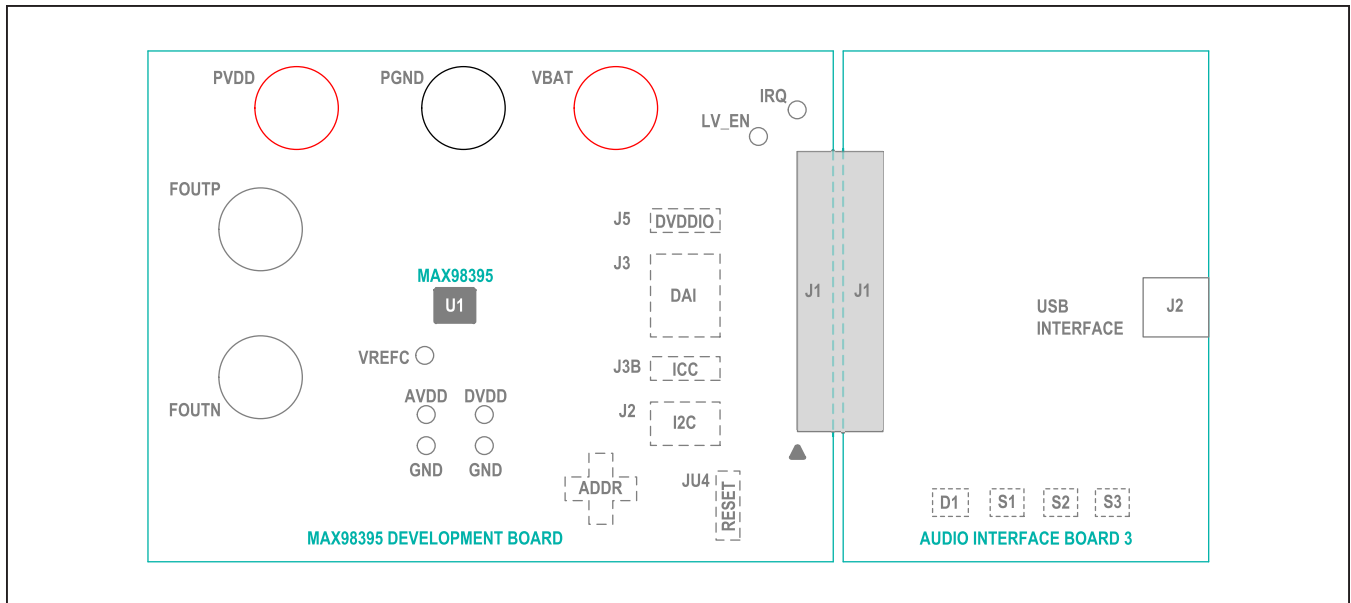 PVDD
PGND
VBAT
IRQ
LV_EN
FOUTP
J5
DVDDIO
J3
DAI
MAX98395
U1
J1
J1
USB
INTERFACE
J2
VREFC
J3B
ICC
FOUTN
AVDD
DVDD
J2
I2C
GND
GND
ADDR
JU4
RESET
D1
S1
S2
S3
MAX98395 DEVELOPMENT BOARD
AUDIO INTERFACE BOARD 3